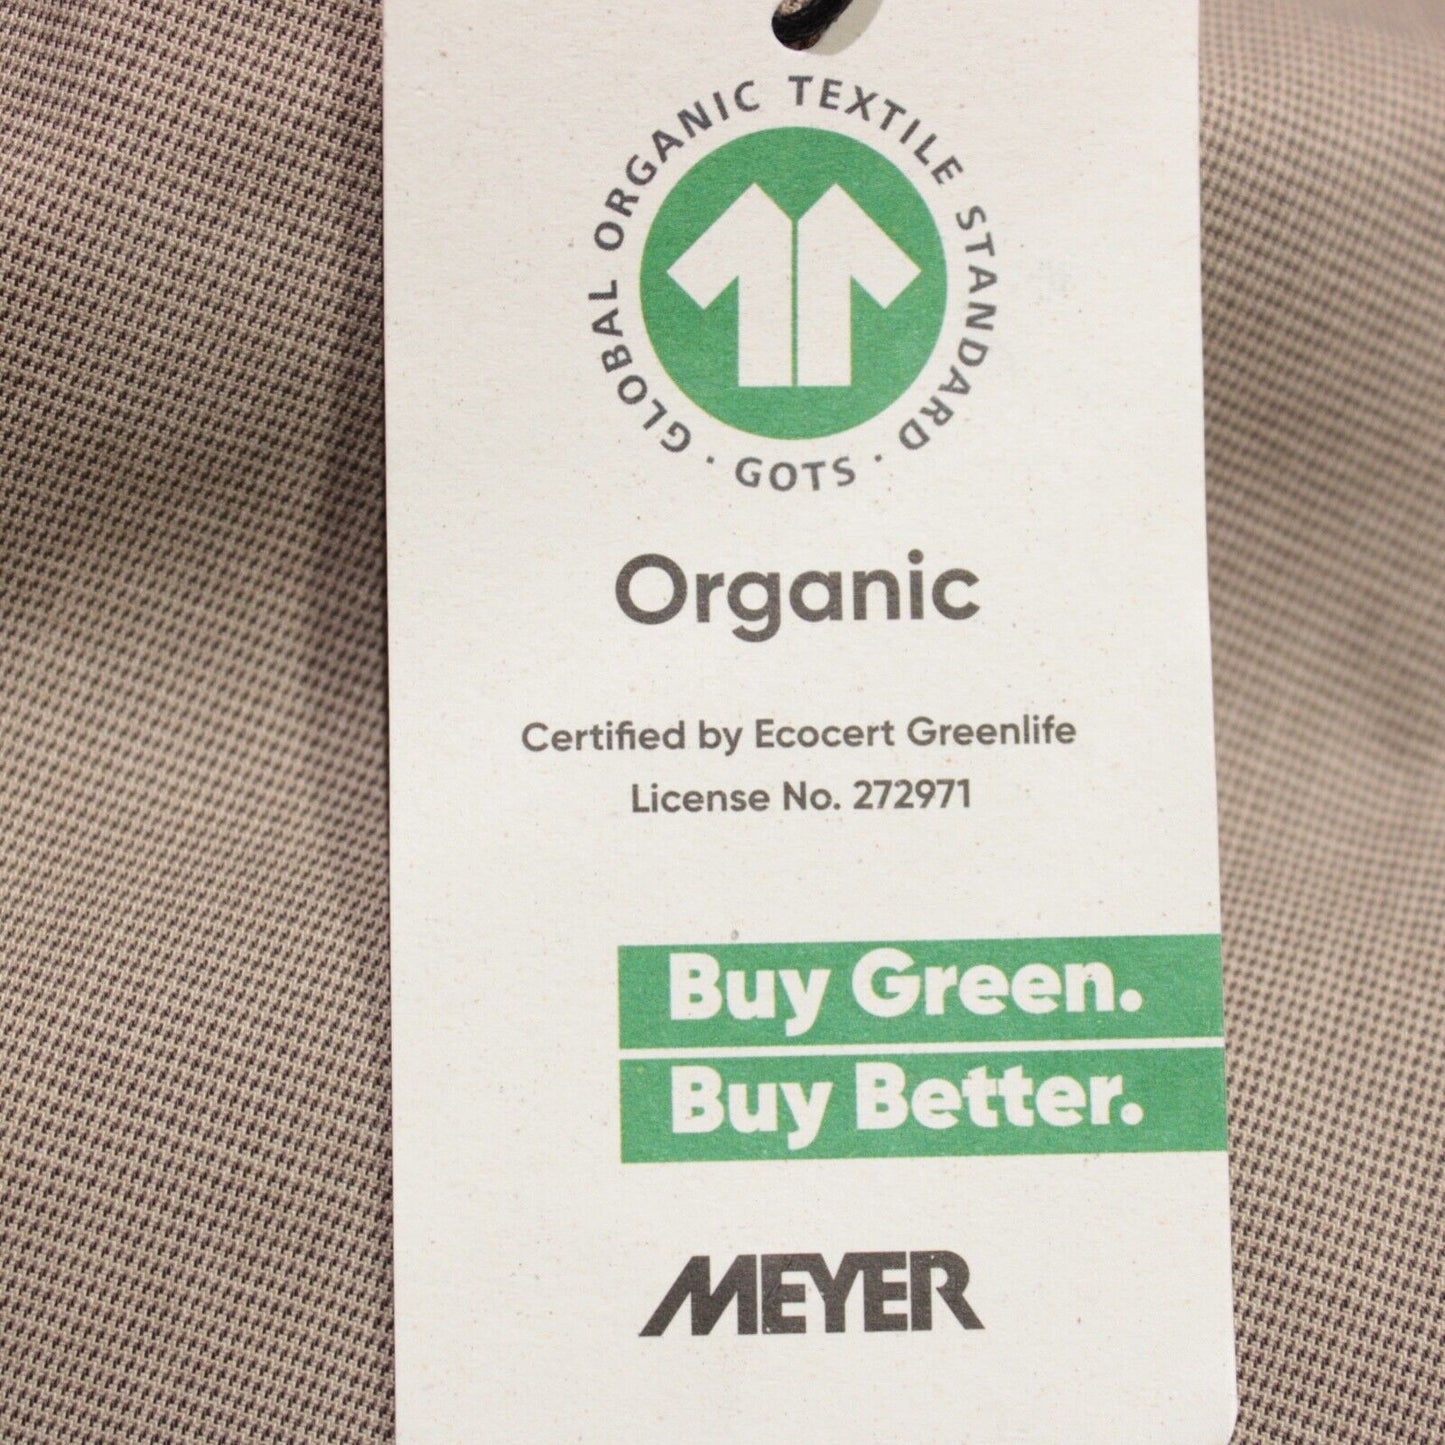 GLOBAL ORGANIC TEXTILE STANDARD · GOTS ·
Organic
Certified by Ecocert Greenlife
License No. 272971
Buy Green.
Buy Better.
MEYER